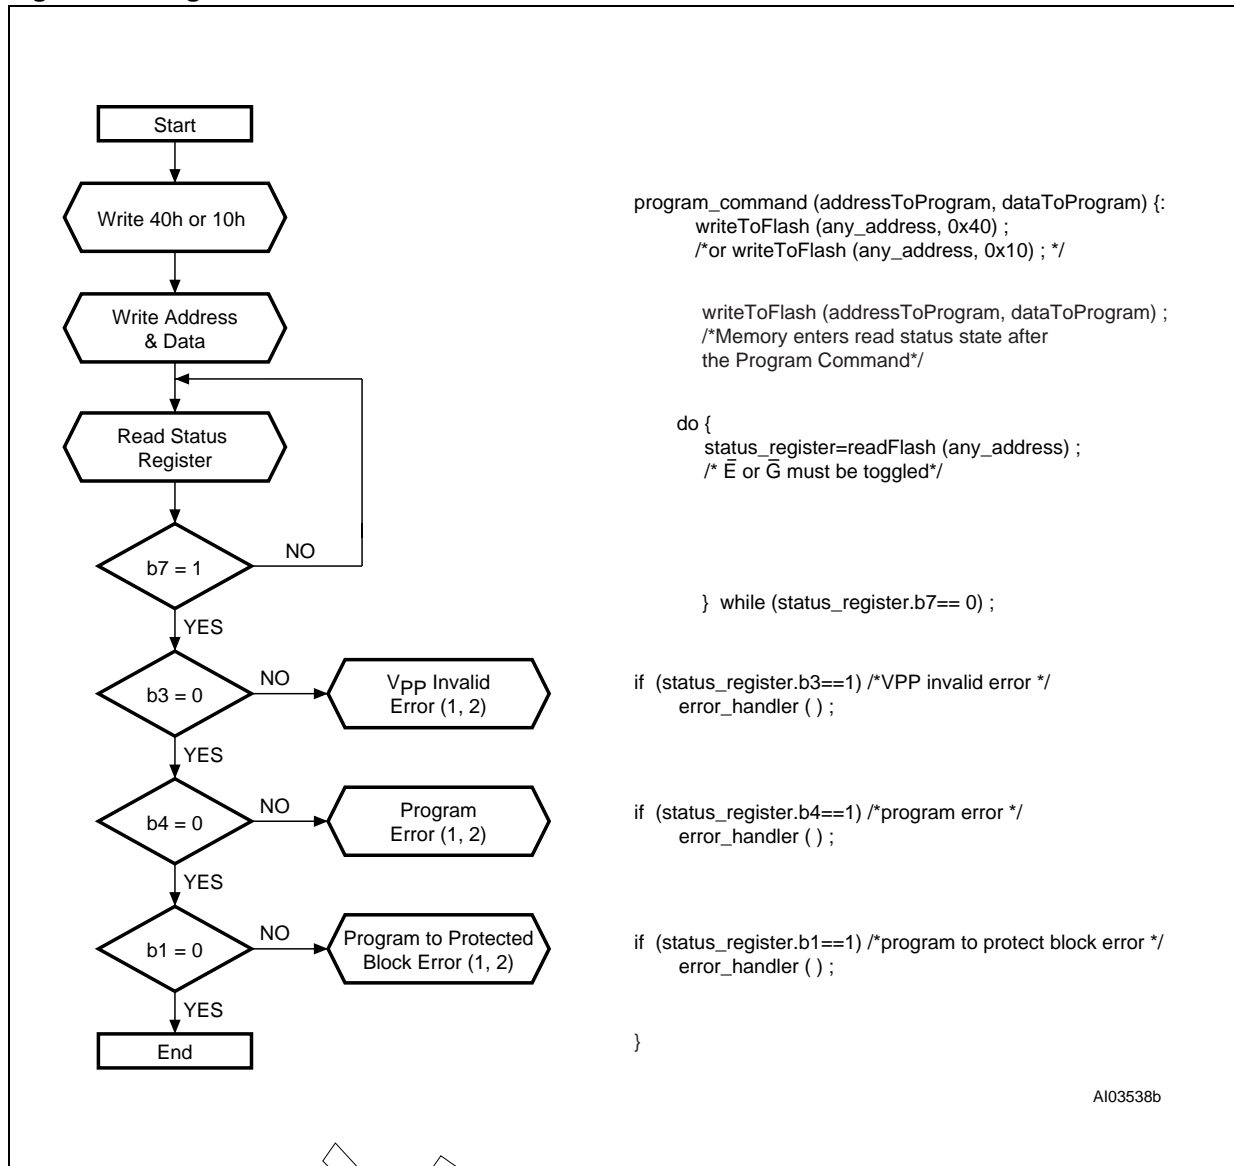 Start
Write 40h or 10h
Write Address
& Data
Read Status
Register
NO
b7 = 1
YES
NO
b3 = 0
VPP Invalid
Error (1, 2)
YES
NO
b4 = 0
Program
Error (1, 2)
YES
NO
b1 = 0
Program to Protected
Block Error (1, 2)
YES
End
program_command (addressToProgram, dataToProgram) {:
writeToFlash (any_address, 0x40) ;
/*or writeToFlash (any_address, 0x10) ; */
writeToFlash (addressToProgram, dataToProgram) ;
/*Memory enters read status state after
the Program Command*/
do {
status_register=readFlash (any_address) ;
/* E̅ or G̅ must be toggled*/
} while (status_register.b7== 0) ;
if (status_register.b3==1) /*VPP invalid error */
error_handler ( ) ;
if (status_register.b4==1) /*program error */
error_handler ( ) ;
if (status_register.b1==1) /*program to protect block error */
error_handler ( ) ;
}
AI03538b